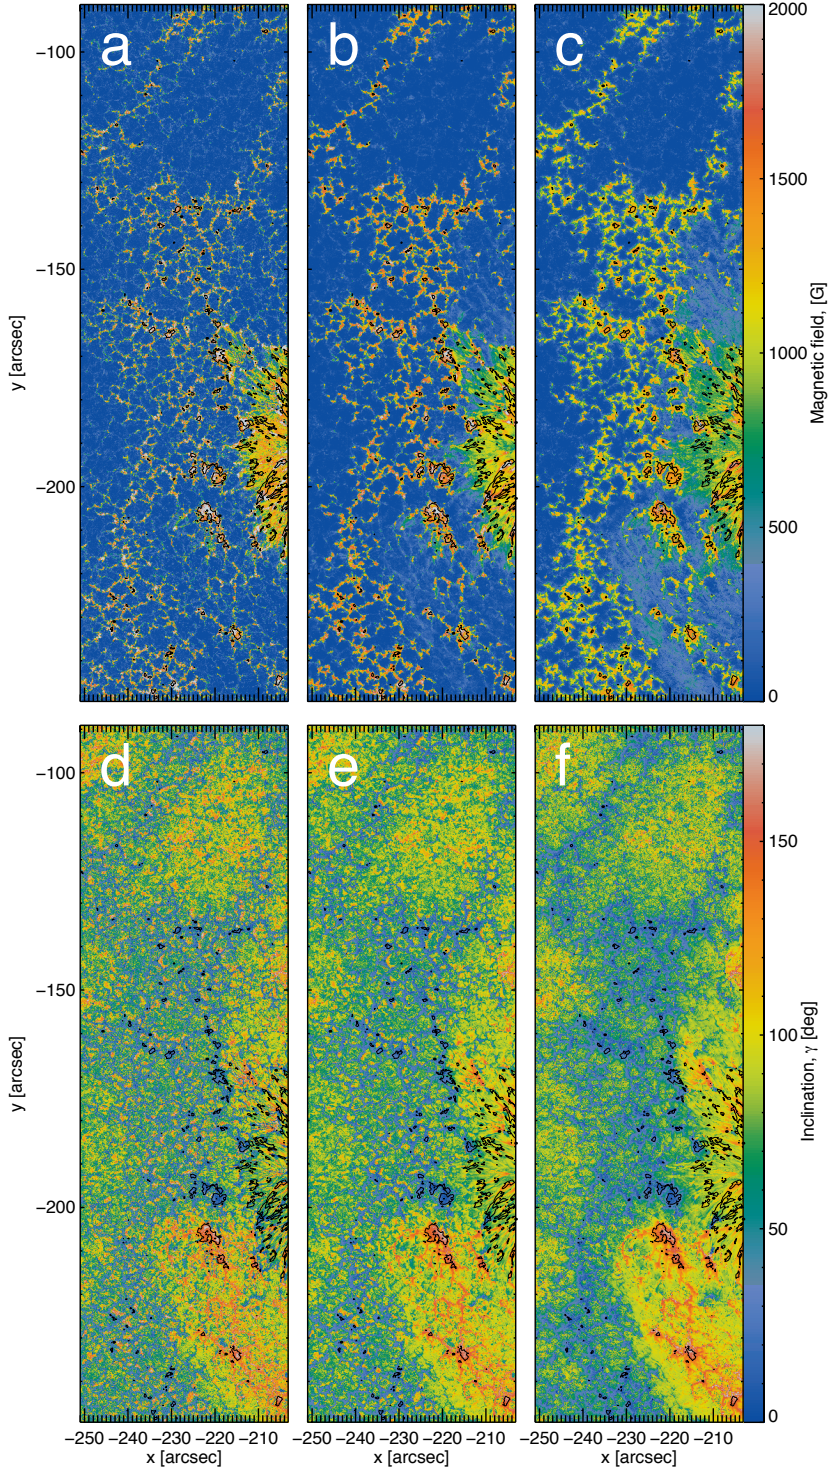 a b c
−100
−150
−200
y [arcsec]
2000
1500
1000
500
0
Magnetic field, [G]
d e f
−100
−150
−200
y [arcsec]
150
100
50
0
Inclination, γ [deg]
−250 −240 −230 −220 −210 −250 −240 −230 −220 −210 −250 −240 −230 −220 −210
x [arcsec] x [arcsec] x [arcsec]